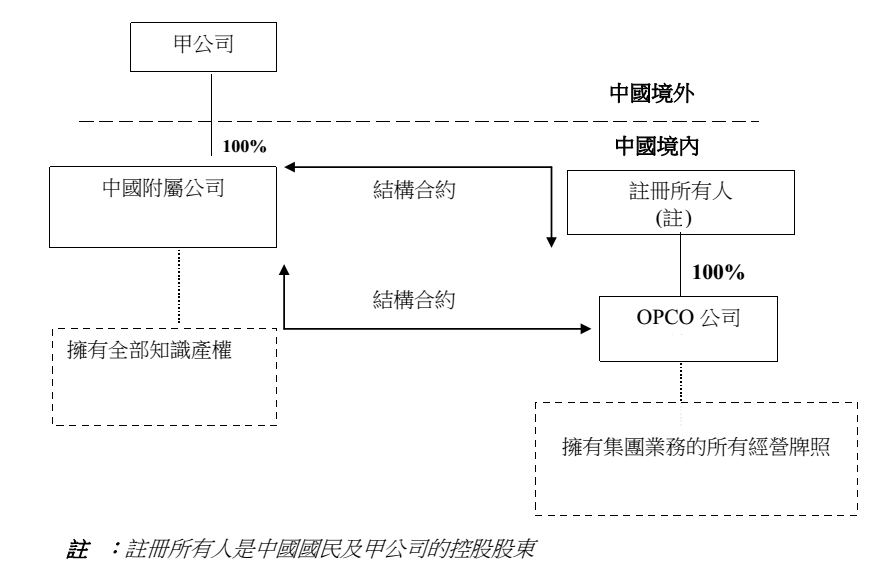 甲公司
中國境外
100%
中國境內
中國附屬公司
結構合約
註冊所有人
(註)
100%
結構合約
OPCO 公司
擁有全部知識產權
擁有集團業務的所有經營牌照
註 ：註冊所有人是中國國民及甲公司的控股股東